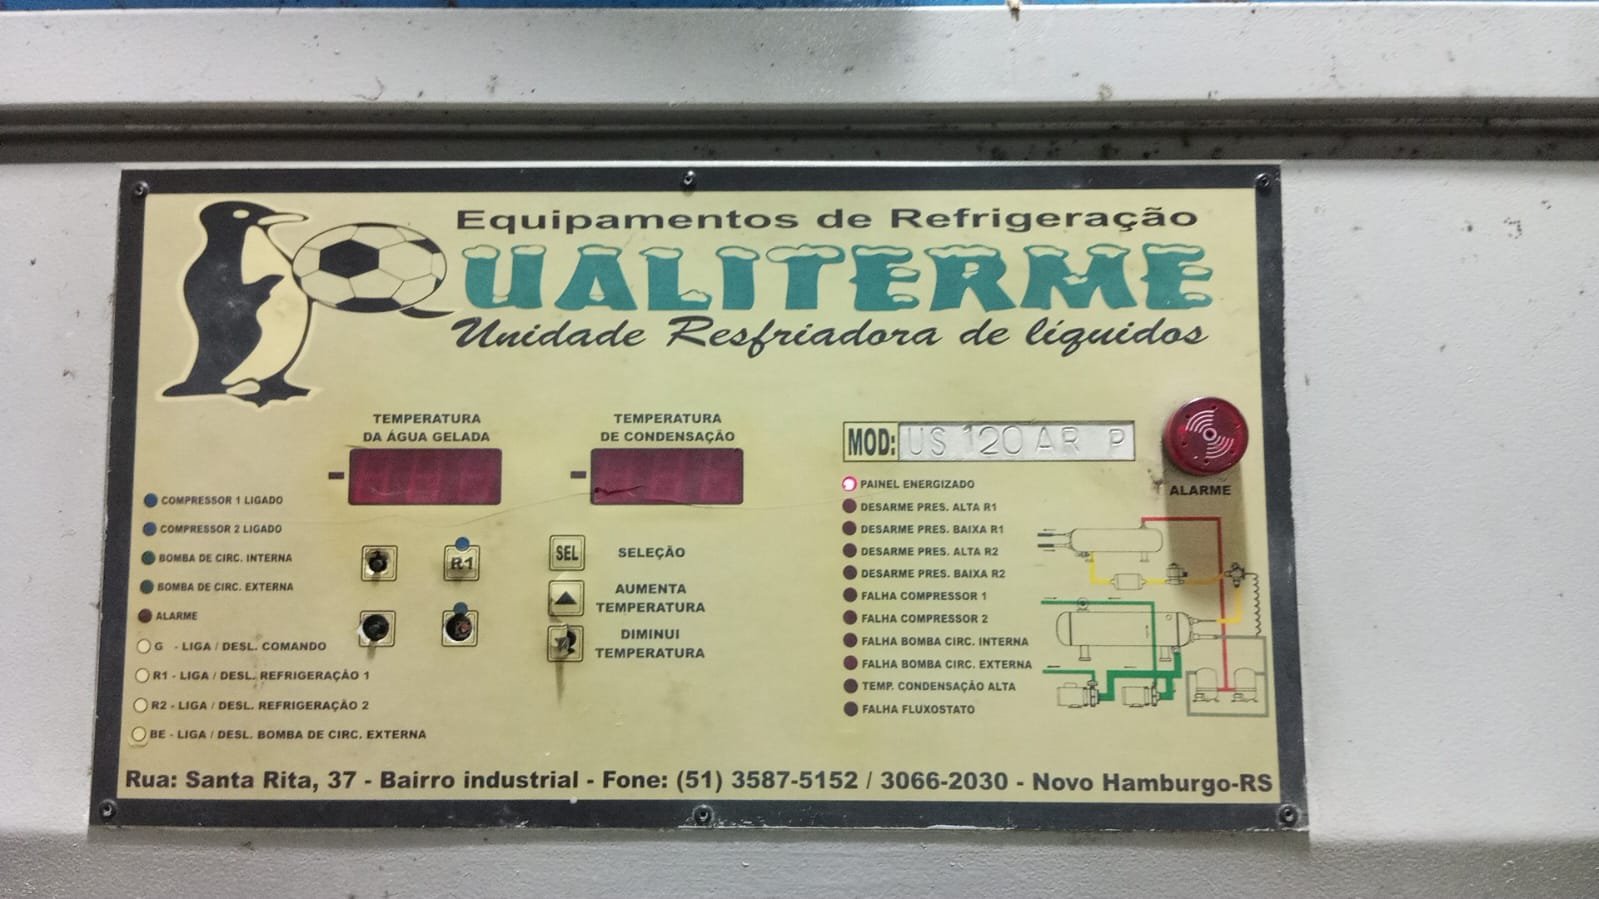 Equipamentos de Refrigeração
QUALITERME
Unidade Resfriadora de líquidos
TEMPERATURA
DA ÁGUA GELADA
TEMPERATURA
DE CONDENSAÇÃO
MOD: US 120 AR P
ALARME
COMPRESSOR 1 LIGADO
COMPRESSOR 2 LIGADO
BOMBA DE CIRC. INTERNA
BOMBA DE CIRC. EXTERNA
ALARME
G - LIGA / DESL. COMANDO
R1 - LIGA / DESL. REFRIGERAÇÃO 1
R2 - LIGA / DESL. REFRIGERAÇÃO 2
BE - LIGA / DESL. BOMBA DE CIRC. EXTERNA
R1
SEL SELEÇÃO
AUMENTA
TEMPERATURA
DIMINUI
TEMPERATURA
PAINEL ENERGIZADO
DESARME PRES. ALTA R1
DESARME PRES. BAIXA R1
DESARME PRES. ALTA R2
DESARME PRES. BAIXA R2
FALHA COMPRESSOR 1
FALHA COMPRESSOR 2
FALHA BOMBA CIRC. INTERNA
FALHA BOMBA CIRC. EXTERNA
TEMP. CONDENSAÇÃO ALTA
FALHA FLUXOSTATO
Rua: Santa Rita, 37 - Bairro industrial - Fone: (51) 3587-5152 / 3066-2030 - Novo Hamburgo-RS